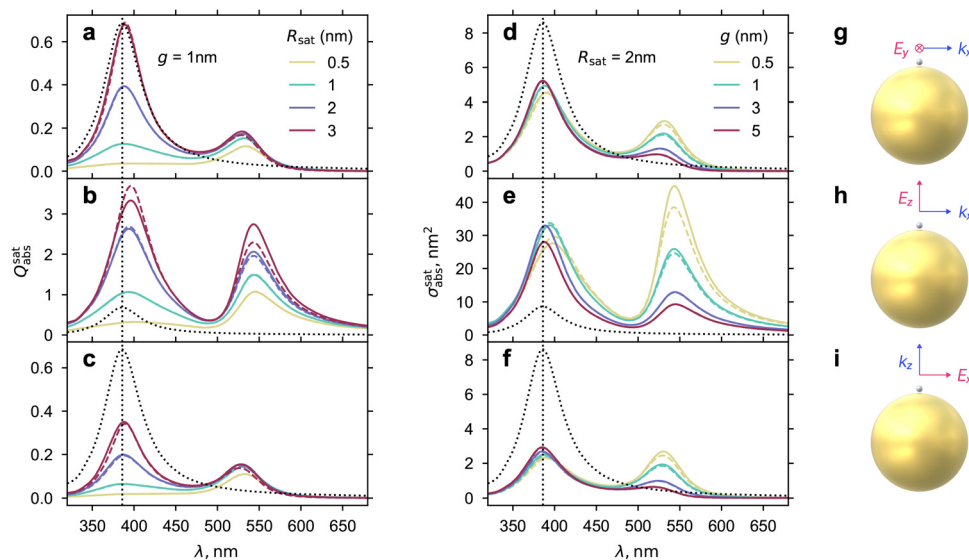 a
g = 1nm
R_sat (nm)
0.5
1
2
3
0.6
0.4
0.2
0.0
b
3
2
1
0
Q^sat_abs
c
0.6
0.4
0.2
0.0
350 400 450 500 550 600 650
λ, nm
d
R_sat = 2nm
g (nm)
0.5
1
3
5
8
6
4
2
0
e
40
30
20
10
0
σ^sat_abs, nm²
f
8
6
4
2
0
350 400 450 500 550 600 650
λ, nm
g
E_y k_x
h
E_z k_x
i
k_z E_x